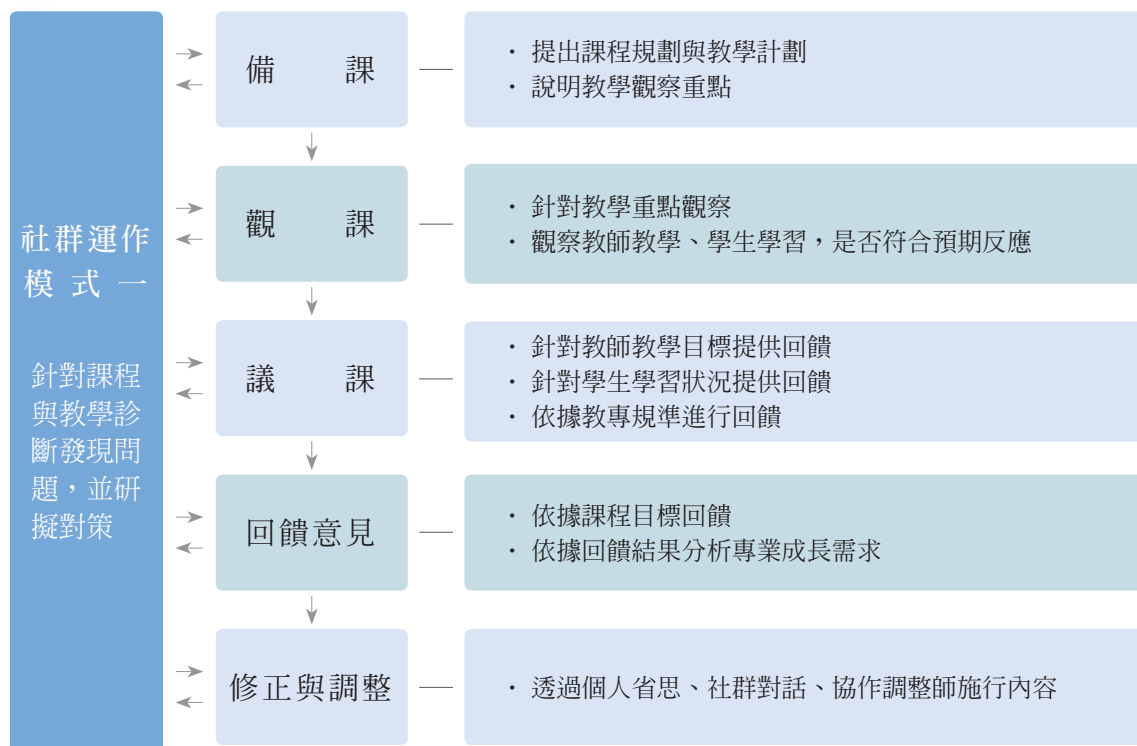 社群運作
模式一
針對課程
與教學診
斷發現問
題，並研
擬對策
備課
・提出課程規劃與教學計劃
・說明教學觀察重點
觀課
・針對教學重點觀察
・觀察教師教學、學生學習，是否符合預期反應
議課
・針對教師教學目標提供回饋
・針對學生學習狀況提供回饋
・依據教專規準進行回饋
回饋意見
・依據課程目標回饋
・依據回饋結果分析專業成長需求
修正與調整
・透過個人省思、社群對話、協作調整師施行內容